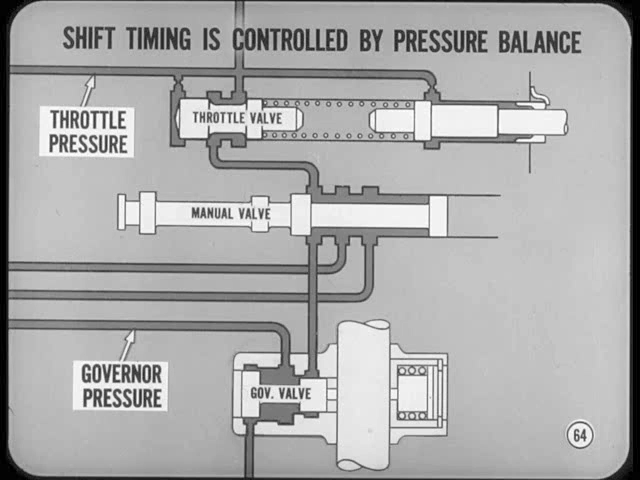 SHIFT TIMING IS CONTROLLED BY PRESSURE BALANCE
THROTTLE
PRESSURE
THROTTLE VALVE
MANUAL VALVE
GOVERNOR
PRESSURE
GOV. VALVE
64